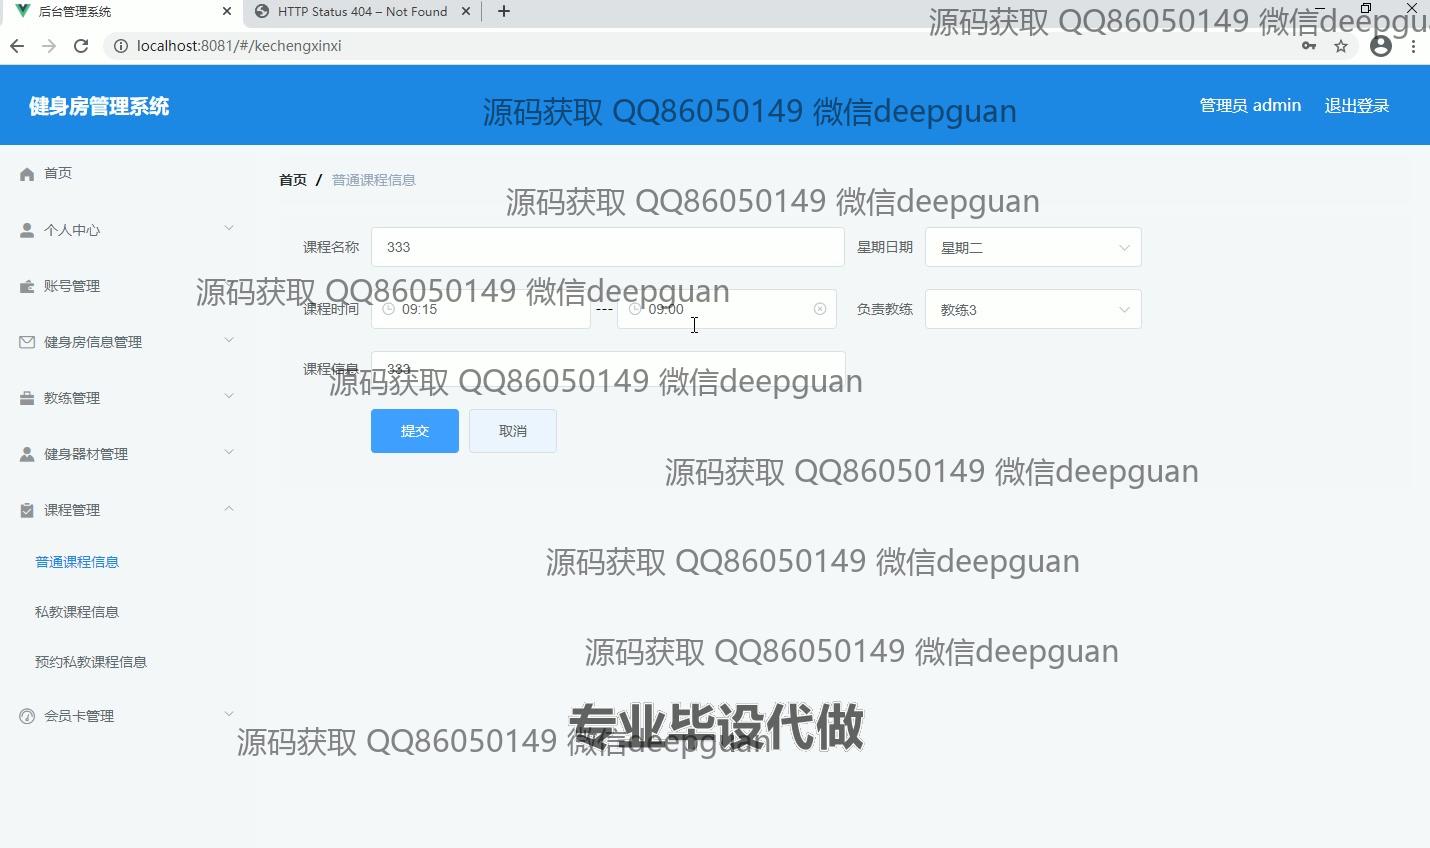 后台管理系统
HTTP Status 404 – Not Found
源码获取 QQ86050149 微信deepgu
localhost:8081/#/kechengxinxi
健身房管理系统
源码获取 QQ86050149 微信deepguan
管理员 admin
退出登录
首页
首页 / 普通课程信息
源码获取 QQ86050149 微信deepguan
个人中心
课程名称 333
星期日期 星期二
账号管理
源码获取 QQ86050149 微信deepguan
课程时间 09:15 --- 09:00
负责教练 教练3
健身房信息管理
课程信息 333
源码获取 QQ86050149 微信deepguan
教练管理
提交 取消
健身器材管理
源码获取 QQ86050149 微信deepguan
课程管理
普通课程信息
源码获取 QQ86050149 微信deepguan
私教课程信息
预约私教课程信息
源码获取 QQ86050149 微信deepguan
会员卡管理
专业毕设代做
源码获取 QQ86050149 微信deepguan